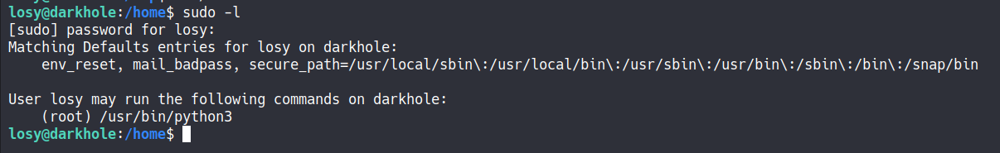 losy@darkhole:/home$ sudo -l
[sudo] password for losy:
Matching Defaults entries for losy on darkhole:
    env_reset, mail_badpass, secure_path=/usr/local/sbin\:/usr/local/bin\:/usr/sbin\:/usr/bin\:/sbin\:/bin\:/snap/bin

User losy may run the following commands on darkhole:
    (root) /usr/bin/python3
losy@darkhole:/home$